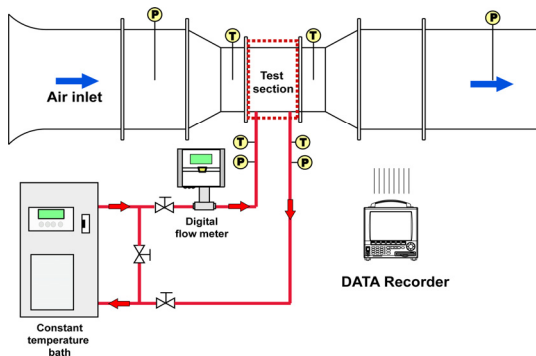 P
P
T
T
Test
section
Air inlet
T
T
P
P
Digital
flow meter
DATA Recorder
Constant
temperature
bath